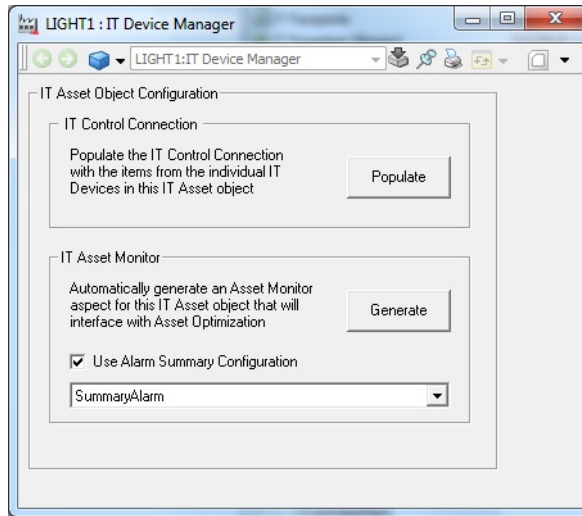 LIGHT1 : IT Device Manager
LIGHT1:IT Device Manager
IT Asset Object Configuration
IT Control Connection
Populate the IT Control Connection
with the items from the individual IT
Devices in this IT Asset object
Populate
IT Asset Monitor
Automatically generate an Asset Monitor
aspect for this IT Asset object that will
interface with Asset Optimization
Generate
Use Alarm Summary Configuration
SummaryAlarm